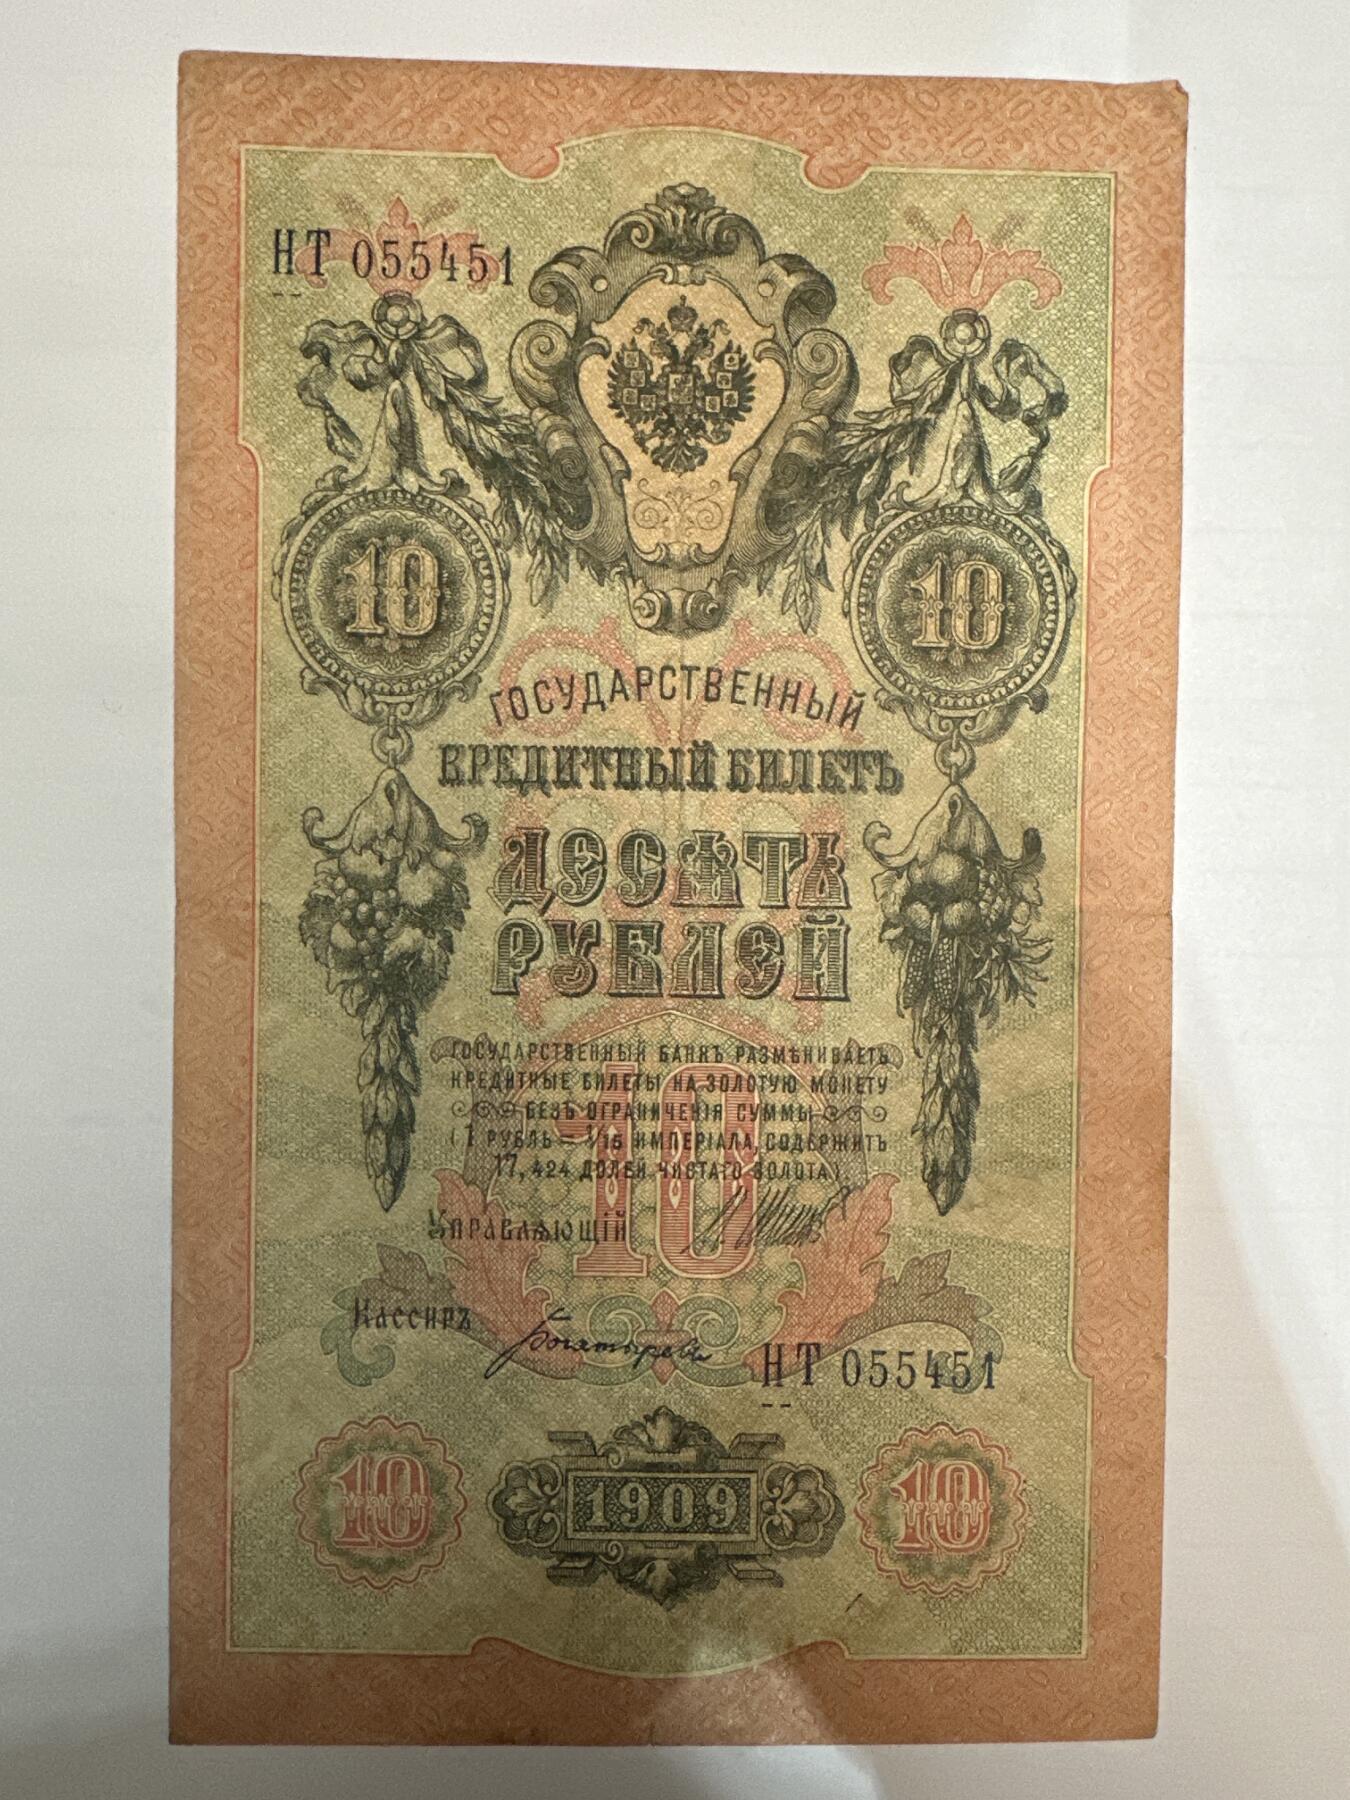 НТ 055451
10 10
ГОСУДАРСТВЕННЫЙ
КРЕДИТНЫЙ БИЛЕТЪ
ДЕСЯТЬ
РУБЛЕЙ
ГОСУДАРСТВЕННЫЙ БАНКЪ РАЗМѢНИВАЕТЪ
КРЕДИТНЫЕ БИЛЕТЫ НА ЗОЛОТУЮ МОНЕТУ
БЕЗЪ ОГРАНИЧЕНІЯ СУММЫ
(1 РУБЛЬ = 1/15 ИМПЕРІАЛА, СОДЕРЖИТЪ
17,424 ДОЛЕЙ ЧИСТАГО ЗОЛОТА)
10
УПРАВЛЯЮЩІЙ
Кассиръ Богатыревъ
НТ 055451
10 1909 10